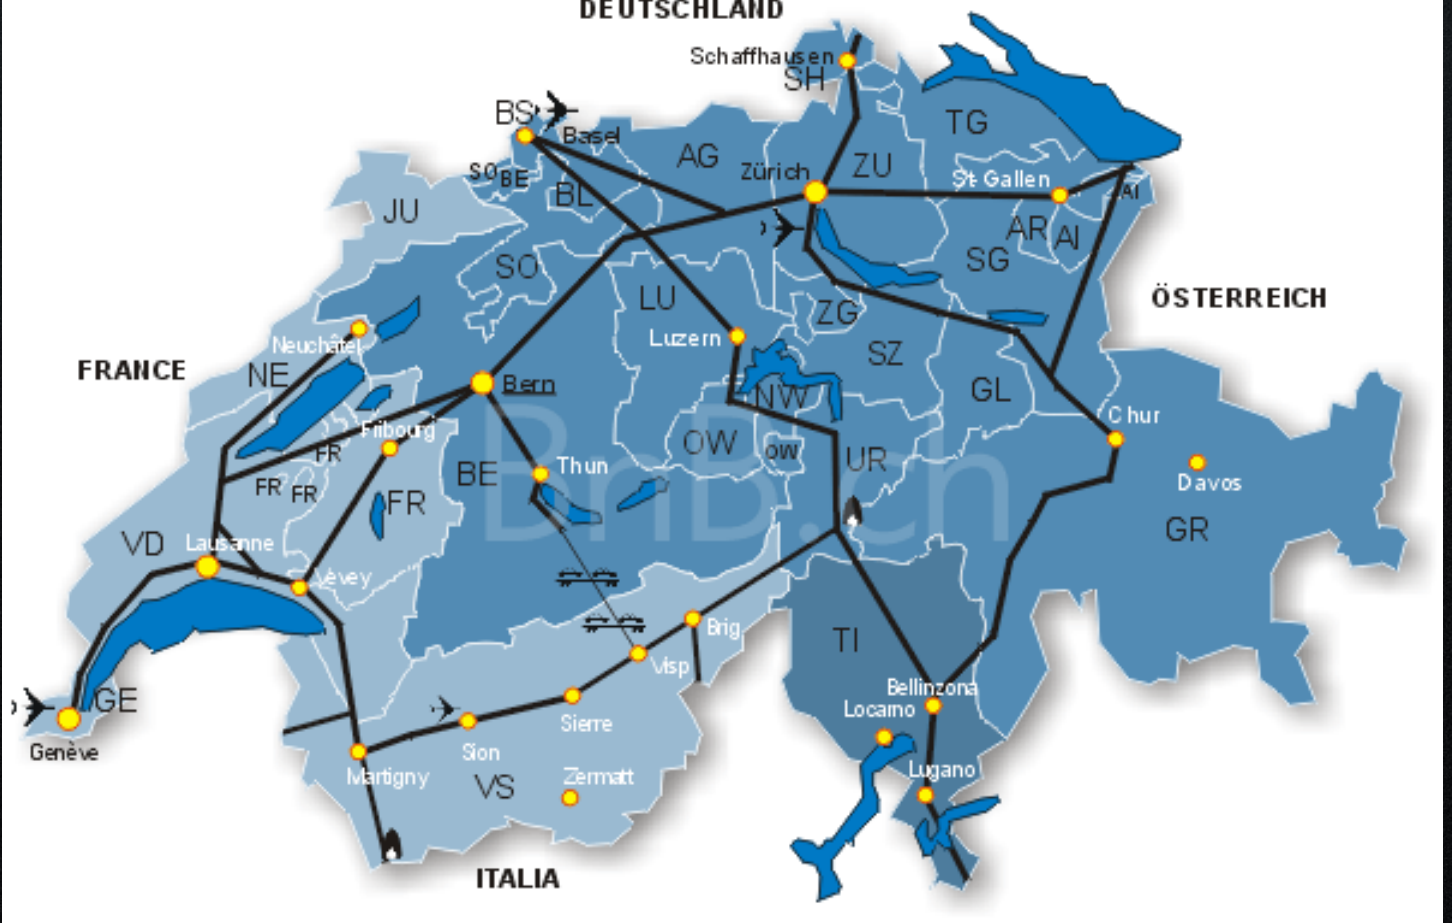 DEUTSCHLAND
Schaffhausen
SH
BS
Basel
TG
AG
Zürich
ZU
SO
BE
BL
St. Gallen
AI
JU
AR
AI
SO
SG
LU
ZG
ÖSTERREICH
Neuchâtel
Luzern
SZ
FRANCE
NE
Bern
NW
GL
Chur
Fribourg
OW
OW
FR
UR
BE
Thun
BnB.ch
Davos
FR
FR
FR
GR
VD
Lausanne
Vevey
TI
Brig
Visp
GE
Bellinzona
Locarno
Sierre
Genève
Sion
Lugano
Martigny
VS
Zermatt
ITALIA